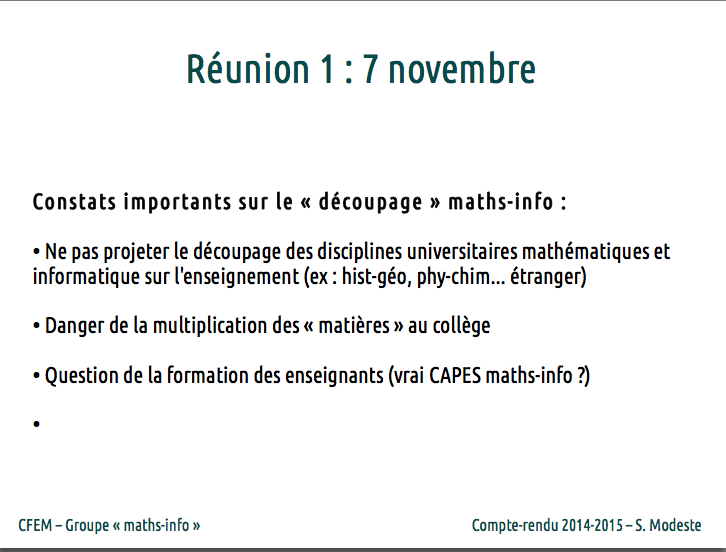 Réunion 1 : 7 novembre
Constats importants sur le « découpage » maths-info :
• Ne pas projeter le découpage des disciplines universitaires mathématiques et
informatique sur l'enseignement (ex : hist-géo, phy-chim... étranger)
• Danger de la multiplication des « matières » au collège
• Question de la formation des enseignants (vrai CAPES maths-info ?)
•
CFEM – Groupe « maths-info »
Compte-rendu 2014-2015 – S. Modeste